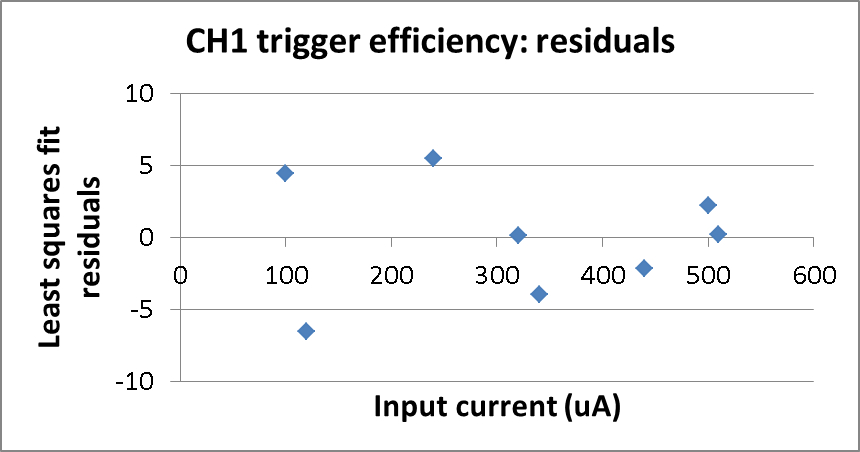 CH1 trigger efficiency: residuals
Least squares fit
residuals
10
5
0
-5
-10
0 100 200 300 400 500 600
Input current (uA)